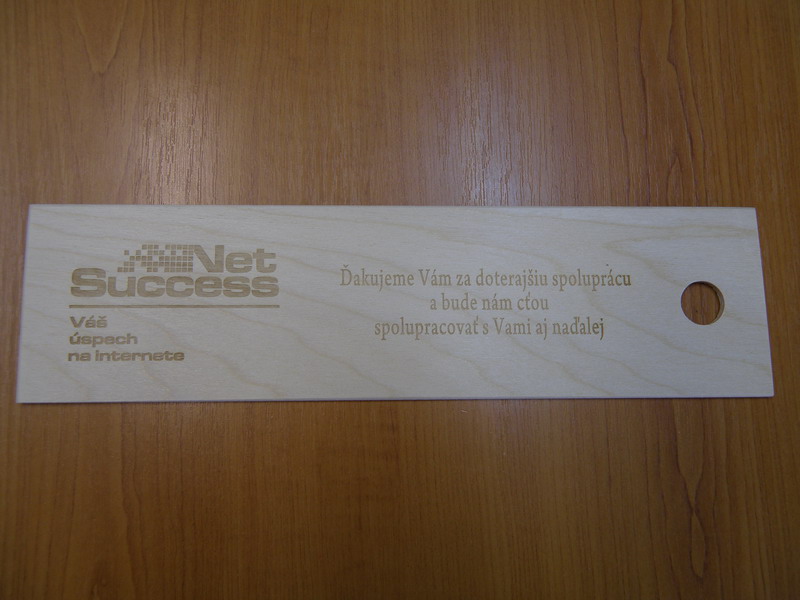 Net
Success
Váš
úspech
na internete
Ďakujeme Vám za doterajšiu spoluprácu
a bude nám cťou
spolupracovať s Vami aj naďalej